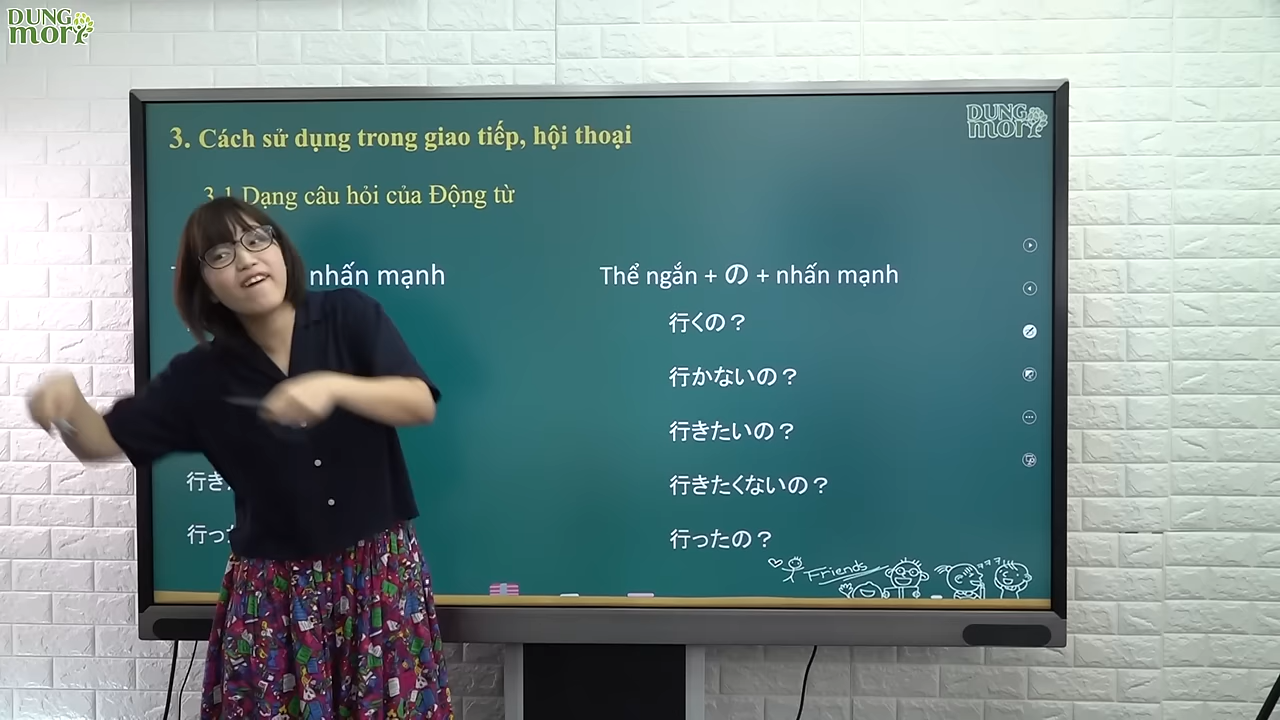 DUNG
mori
DUNG
mori
3. Cách sử dụng trong giao tiếp, hội thoại
3.1 Dạng câu hỏi của Động từ
nhấn mạnh
Thể ngắn + の + nhấn mạnh
行くの？
行かないの？
行きたいの？
行き
行きたくないの？
行っ
行ったの？
Friends